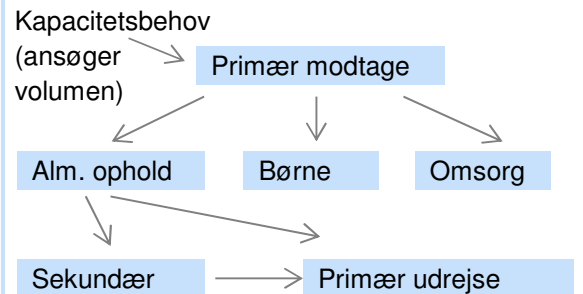 Kapacitetsbehov
(ansøger
volumen)
Primær modtage
Alm. ophold
Børne
Omsorg
Sekundær
Primær udrejse